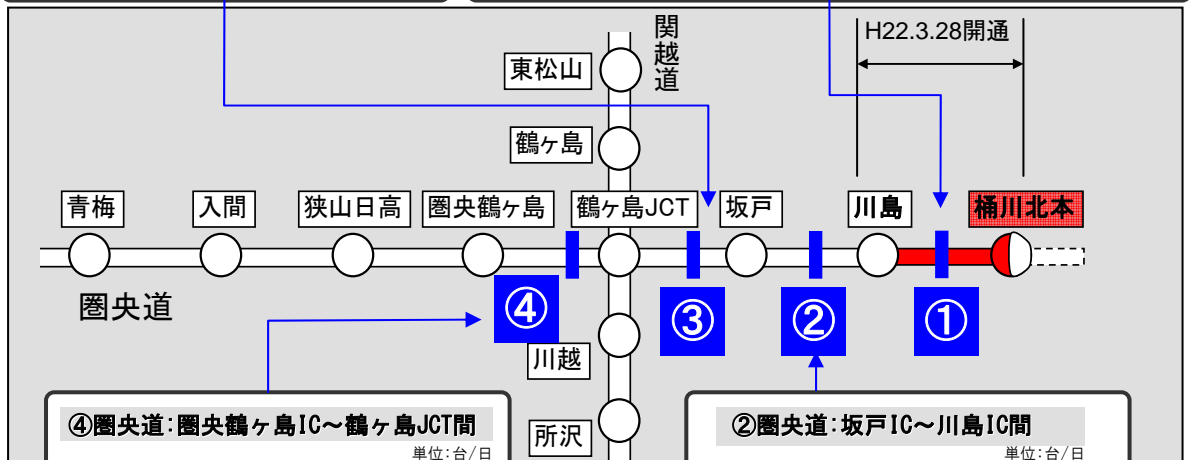 関越道
H22.3.28開通
東松山
鶴ヶ島
青梅
入間
狭山日高
圏央鶴ヶ島
鶴ヶ島JCT
坂戸
川島
桶川北本
圏央道
④
③
②
①
川越
④圏央道:圏央鶴ヶ島IC～鶴ヶ島JCT間
単位:台/日
所沢
②圏央道:坂戸IC～川島IC間
単位:台/日